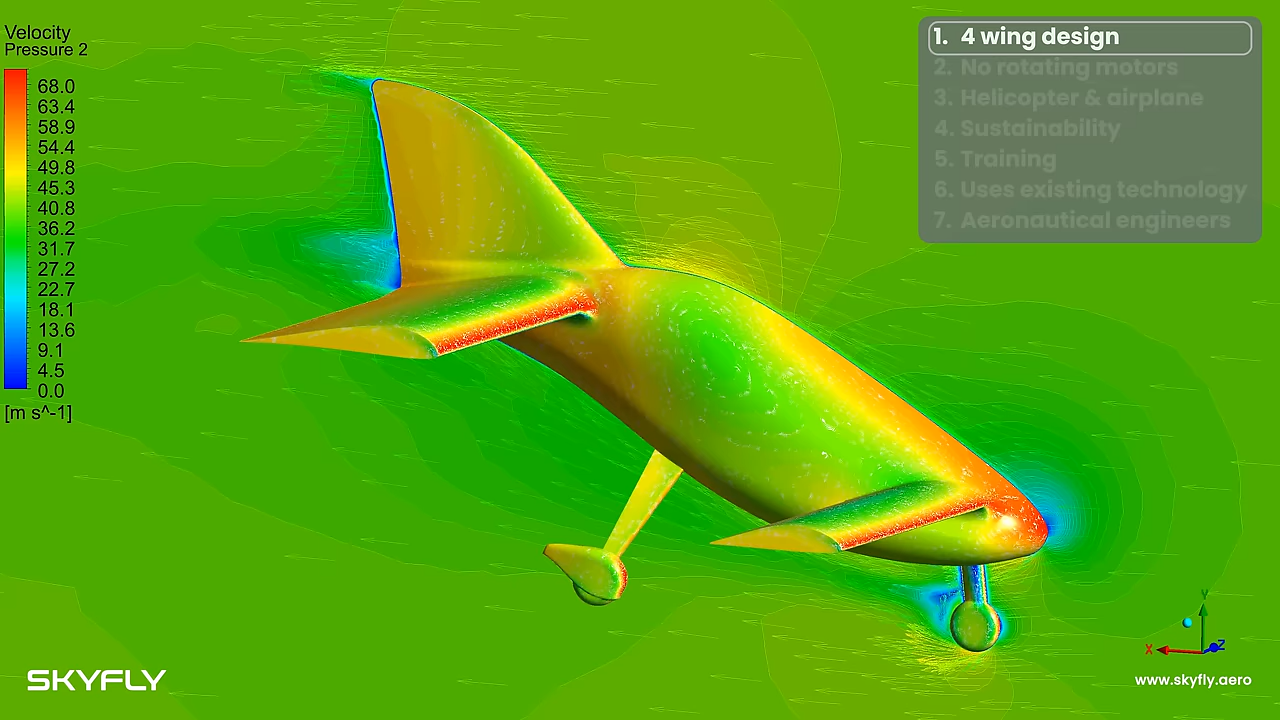 Velocity
Pressure 2
68.0
63.4
58.9
54.4
49.8
45.3
40.8
36.2
31.7
27.2
22.7
18.1
13.6
9.1
4.5
0.0
[m s^-1]
1. 4 wing design
2. No rotating motors
3. Helicopter & airplane
4. Sustainability
5. Training
6. Uses existing technology
7. Aeronautical engineers
Y
X
Z
SKYFLY
www.skyfly.aero